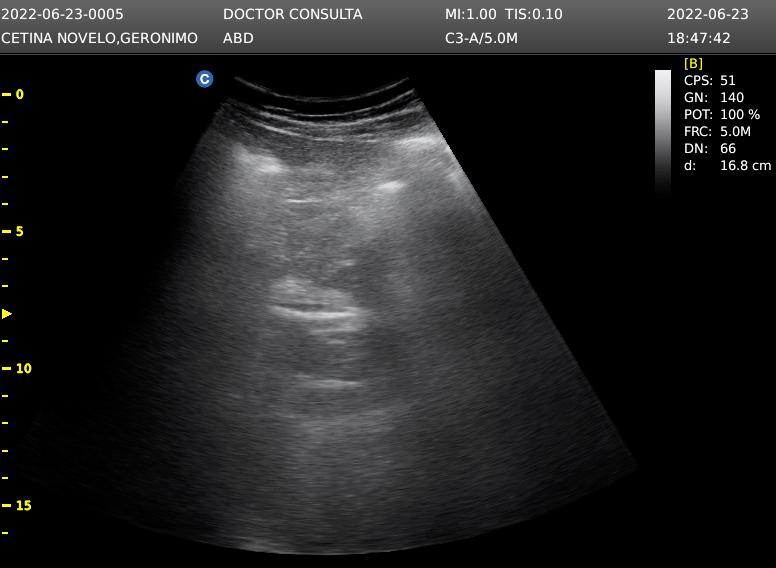 2022-06-23-0005 DOCTOR CONSULTA MI:1.00 TIS:0.10 2022-06-23
CETINA NOVELO,GERONIMO ABD C3-A/5.0M 18:47:42
C
[B]
CPS: 51
GN: 140
POT: 100 %
FRC: 5.0M
DN: 66
d: 16.8 cm
0
5
10
15